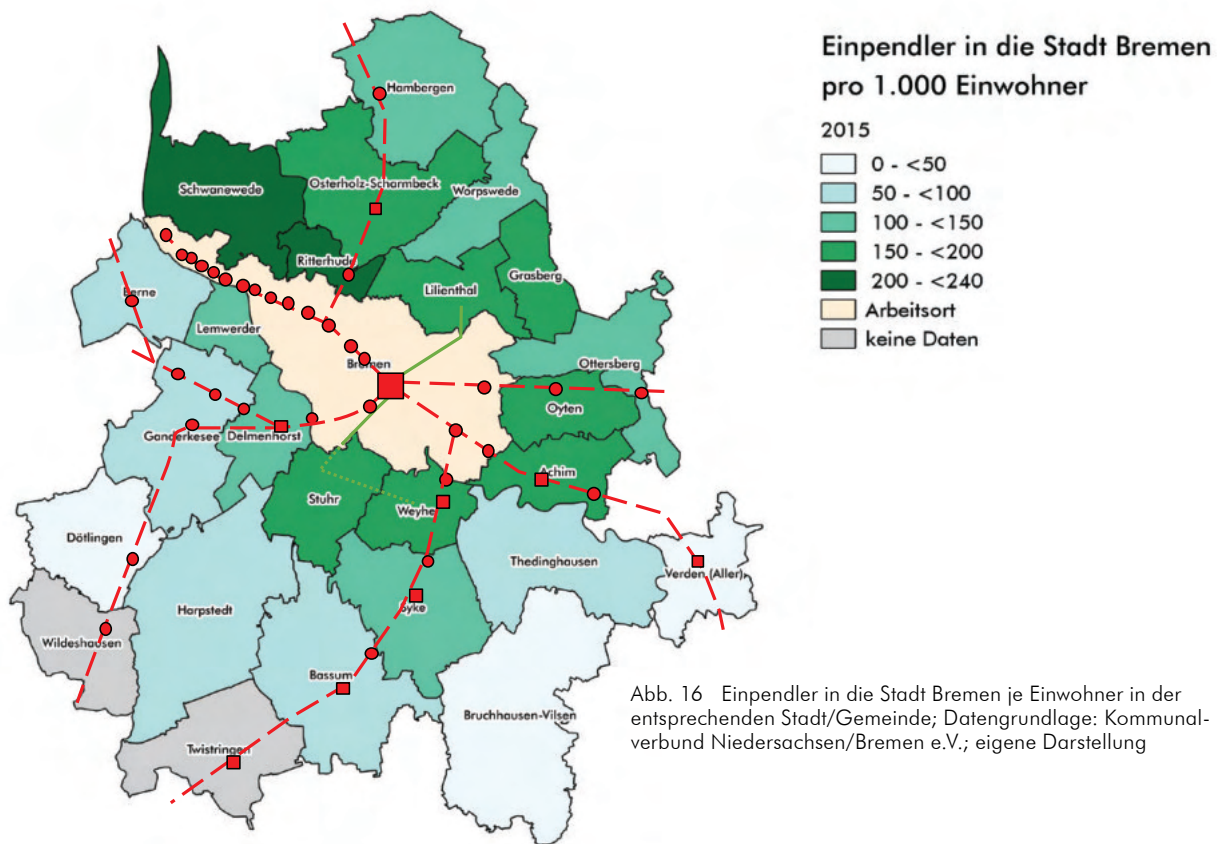 Einpendler in die Stadt Bremen
pro 1.000 Einwohner
2015
0 - <50
50 - <100
100 - <150
150 - <200
200 - <240
Arbeitsort
keine Daten
Hambergen
Schwanewede
Osterholz-Scharmbeck
Worpswede
Ritterhude
Grasberg
Lilienthal
Berne
Lemwerder
Bremen
Ottersberg
Oyten
Ganderkesee
Delmenhorst
Achim
Stuhr
Weyhe
Dötlingen
Thedinghausen
Verden (Aller)
Harpstedt
Syke
Wildeshausen
Bassum
Bruchhausen-Vilsen
Twistringen
Abb. 16 Einpendler in die Stadt Bremen je Einwohner in der
entsprechenden Stadt/Gemeinde; Datengrundlage: Kommunal-
verbund Niedersachsen/Bremen e.V.; eigene Darstellung